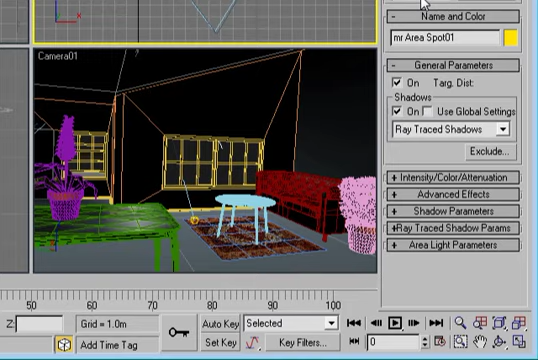 Name and Color
mr Area Spot01
Camera01
General Parameters
On Targ. Dist:
Shadows
On Use Global Settings
Ray Traced Shadows
Exclude...
Intensity/Color/Attenuation
Advanced Effects
Shadow Parameters
Ray Traced Shadow Params
Area Light Parameters
50 60 70 80 90 100
Z: Grid = 1.0m Auto Key Selected
Add Time Tag Set Key Key Filters... 0